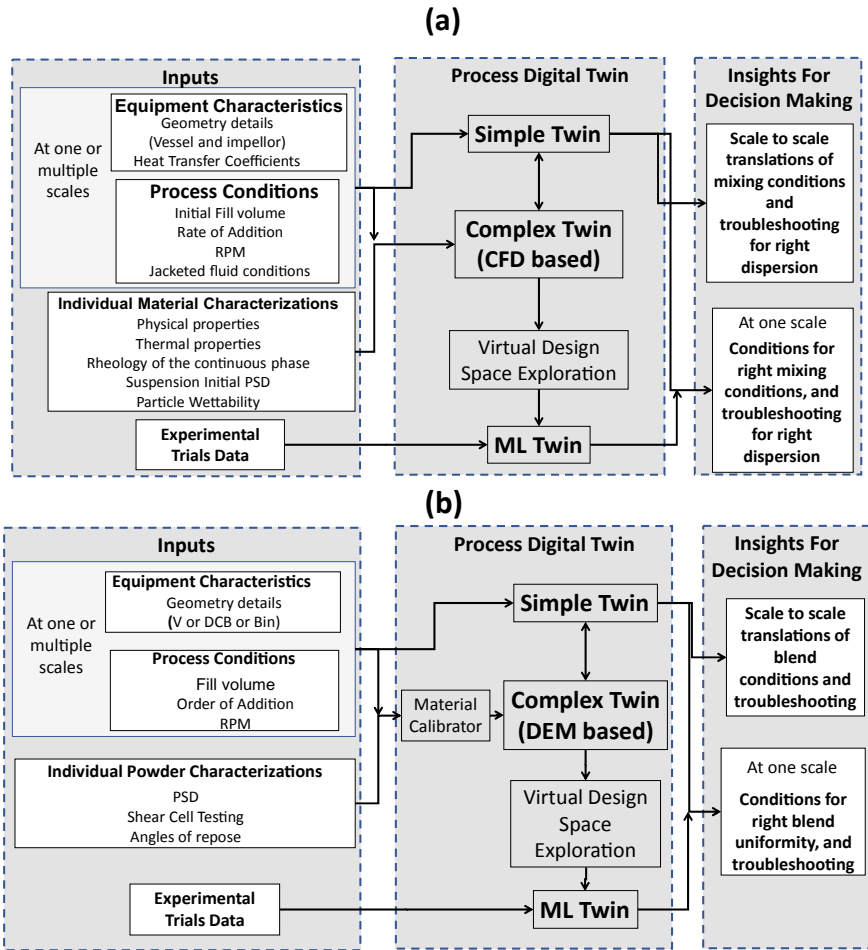 (a)
Inputs
At one or
multiple
scales
Equipment Characteristics
Geometry details
(Vessel and impellor)
Heat Transfer Coefficients
Process Conditions
Initial Fill volume
Rate of Addition
RPM
Jacketed fluid conditions
Individual Material Characterizations
Physical properties
Thermal properties
Rheology of the continuous phase
Suspension Initial PSD
Particle Wettability
Experimental
Trials Data
Process Digital Twin
Simple Twin
Complex Twin
(CFD based)
Virtual Design
Space Exploration
ML Twin
Insights For
Decision Making
Scale to scale
translations of
mixing conditions
and
troubleshooting
for right
dispersion
At one scale
Conditions for
right mixing
conditions, and
troubleshooting
for right
dispersion
(b)
Inputs
At one or
multiple
scales
Equipment Characteristics
Geometry details
(V or DCB or Bin)
Process Conditions
Fill volume
Order of Addition
RPM
Individual Powder Characterizations
PSD
Shear Cell Testing
Angles of repose
Experimental
Trials Data
Process Digital Twin
Simple Twin
Material
Calibrator
Complex Twin
(DEM based)
Virtual Design
Space
Exploration
ML Twin
Insights For
Decision Making
Scale to scale
translations of
blend
conditions and
troubleshooting
At one scale
Conditions for
right blend
uniformity, and
troubleshooting